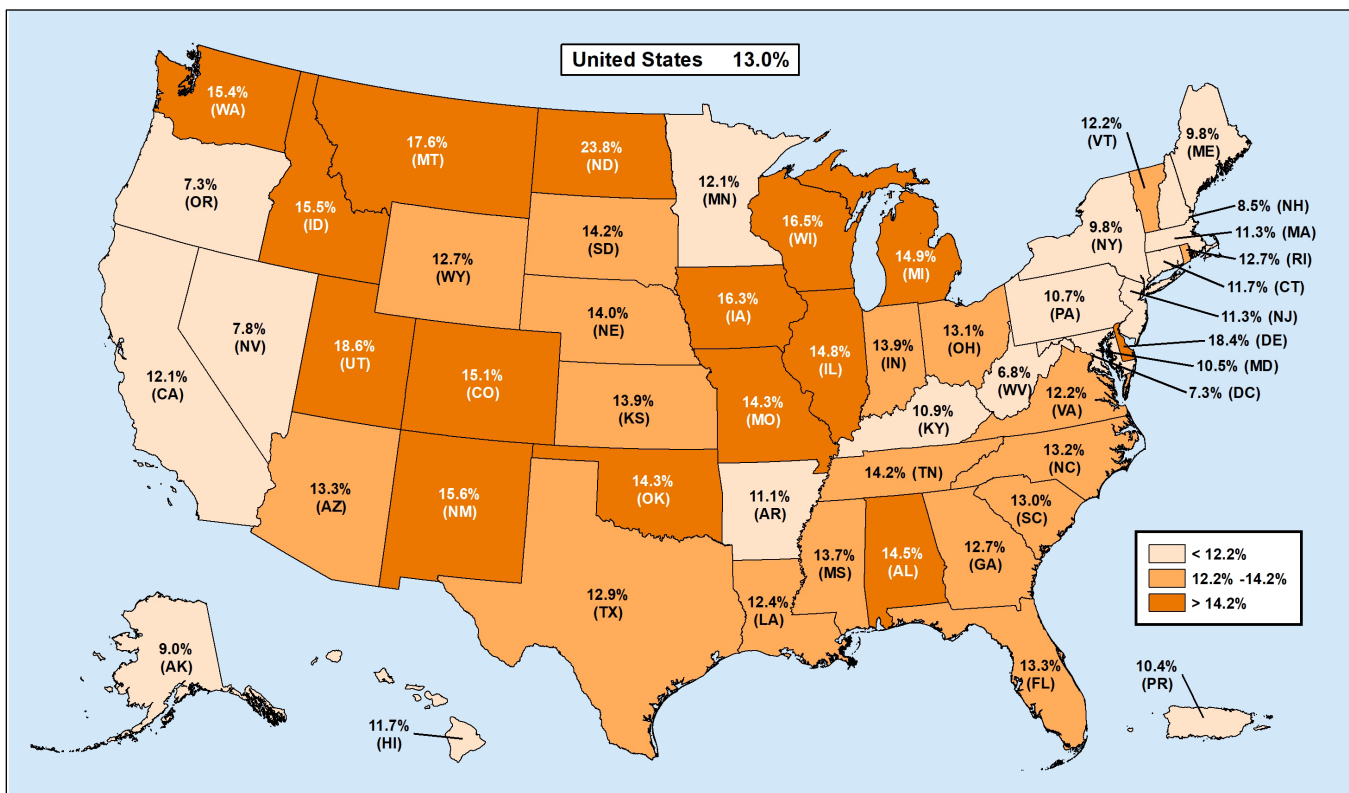 United States 13.0%
15.4%
(WA)
17.6%
(MT)
23.8%
(ND)
12.1%
(MN)
12.2%
(VT)
9.8%
(ME)
7.3%
(OR)
15.5%
(ID)
12.7%
(WY)
14.2%
(SD)
16.5%
(WI)
14.9%
(MI)
9.8%
(NY)
8.5% (NH)
11.3% (MA)
12.7% (RI)
11.7% (CT)
11.3% (NJ)
18.4% (DE)
10.5% (MD)
7.3% (DC)
7.8%
(NV)
12.1%
(CA)
18.6%
(UT)
15.1%
(CO)
14.0%
(NE)
16.3%
(IA)
14.8%
(IL)
13.9%
(IN)
13.1%
(OH)
10.7%
(PA)
6.8%
(WV)
12.2%
(VA)
13.9%
(KS)
14.3%
(MO)
10.9%
(KY)
13.3%
(AZ)
15.6%
(NM)
14.3%
(OK)
11.1%
(AR)
14.2% (TN)
13.2%
(NC)
13.0%
(SC)
12.9%
(TX)
12.4%
(LA)
13.7%
(MS)
14.5%
(AL)
12.7%
(GA)
13.3%
(FL)
< 12.2%
12.2% -14.2%
> 14.2%
9.0%
(AK)
11.7%
(HI)
10.4%
(PR)